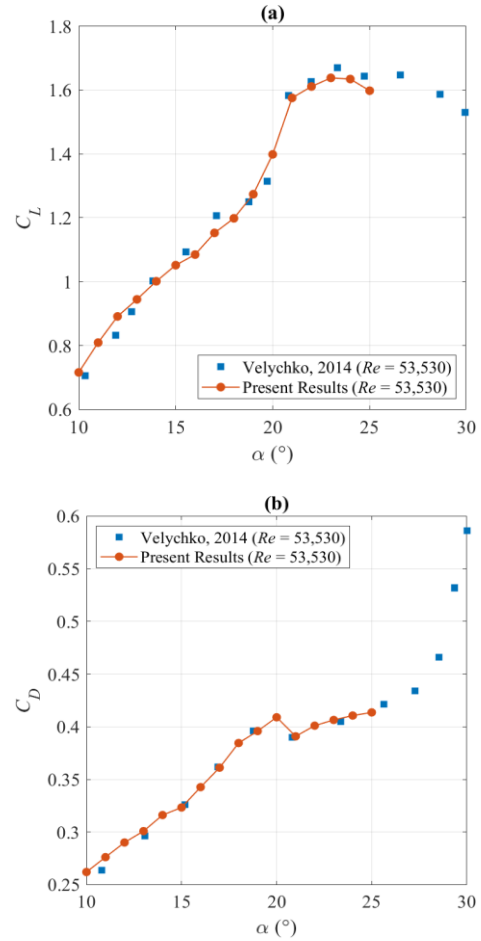 (a)
1.8
1.6
1.4
1.2
1
0.8
0.6
C_L
Velychko, 2014 (Re = 53,530)
Present Results (Re = 53,530)
10 15 20 25 30
α (°)
(b)
0.6
0.55
0.5
0.45
0.4
0.35
0.3
0.25
C_D
Velychko, 2014 (Re = 53,530)
Present Results (Re = 53,530)
10 15 20 25 30
α (°)